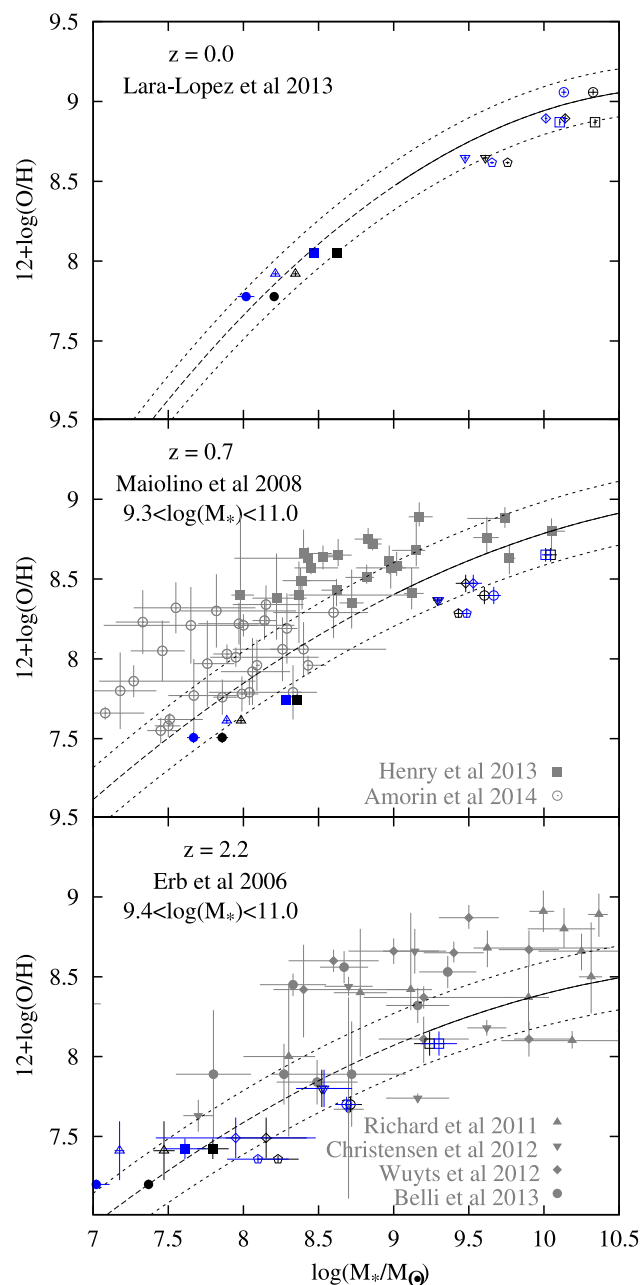 9.5
z = 0.0
Lara-Lopez et al 2013
9
12+log(O/H)
8.5
8
7.5
9.5
z = 0.7
Maiolino et al 2008
9.3<log(M*)<11.0
9
12+log(O/H)
8.5
8
7.5
Henry et al 2013
Amorin et al 2014
9.5
z = 2.2
Erb et al 2006
9.4<log(M*)<11.0
9
12+log(O/H)
8.5
8
7.5
Richard et al 2011
Christensen et al 2012
Wuyts et al 2012
Belli et al 2013
7 7.5 8 8.5 9 9.5 10 10.5
log(M*/M⊙)